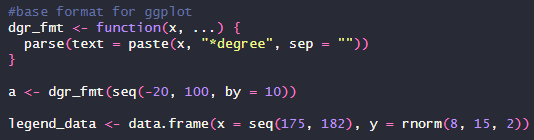 #base format for ggplot
dgr_fmt <- function(x, ...) {
  parse(text = paste(x, "*degree", sep = ""))
}

a <- dgr_fmt(seq(-20, 100, by = 10))

legend_data <- data.frame(x = seq(175, 182), y = rnorm(8, 15, 2))